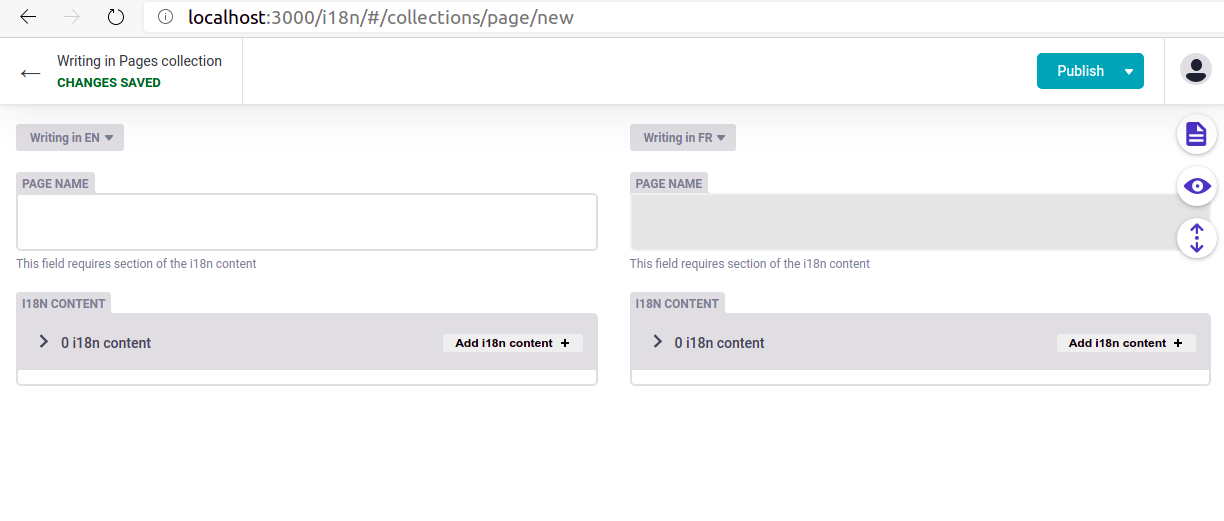 localhost:3000/i18n/#/collections/page/new
Writing in Pages collection
CHANGES SAVED
Publish
Writing in EN
Writing in FR
PAGE NAME
PAGE NAME
This field requires section of the i18n content
This field requires section of the i18n content
I18N CONTENT
I18N CONTENT
0 i18n content
Add i18n content +
0 i18n content
Add i18n content +